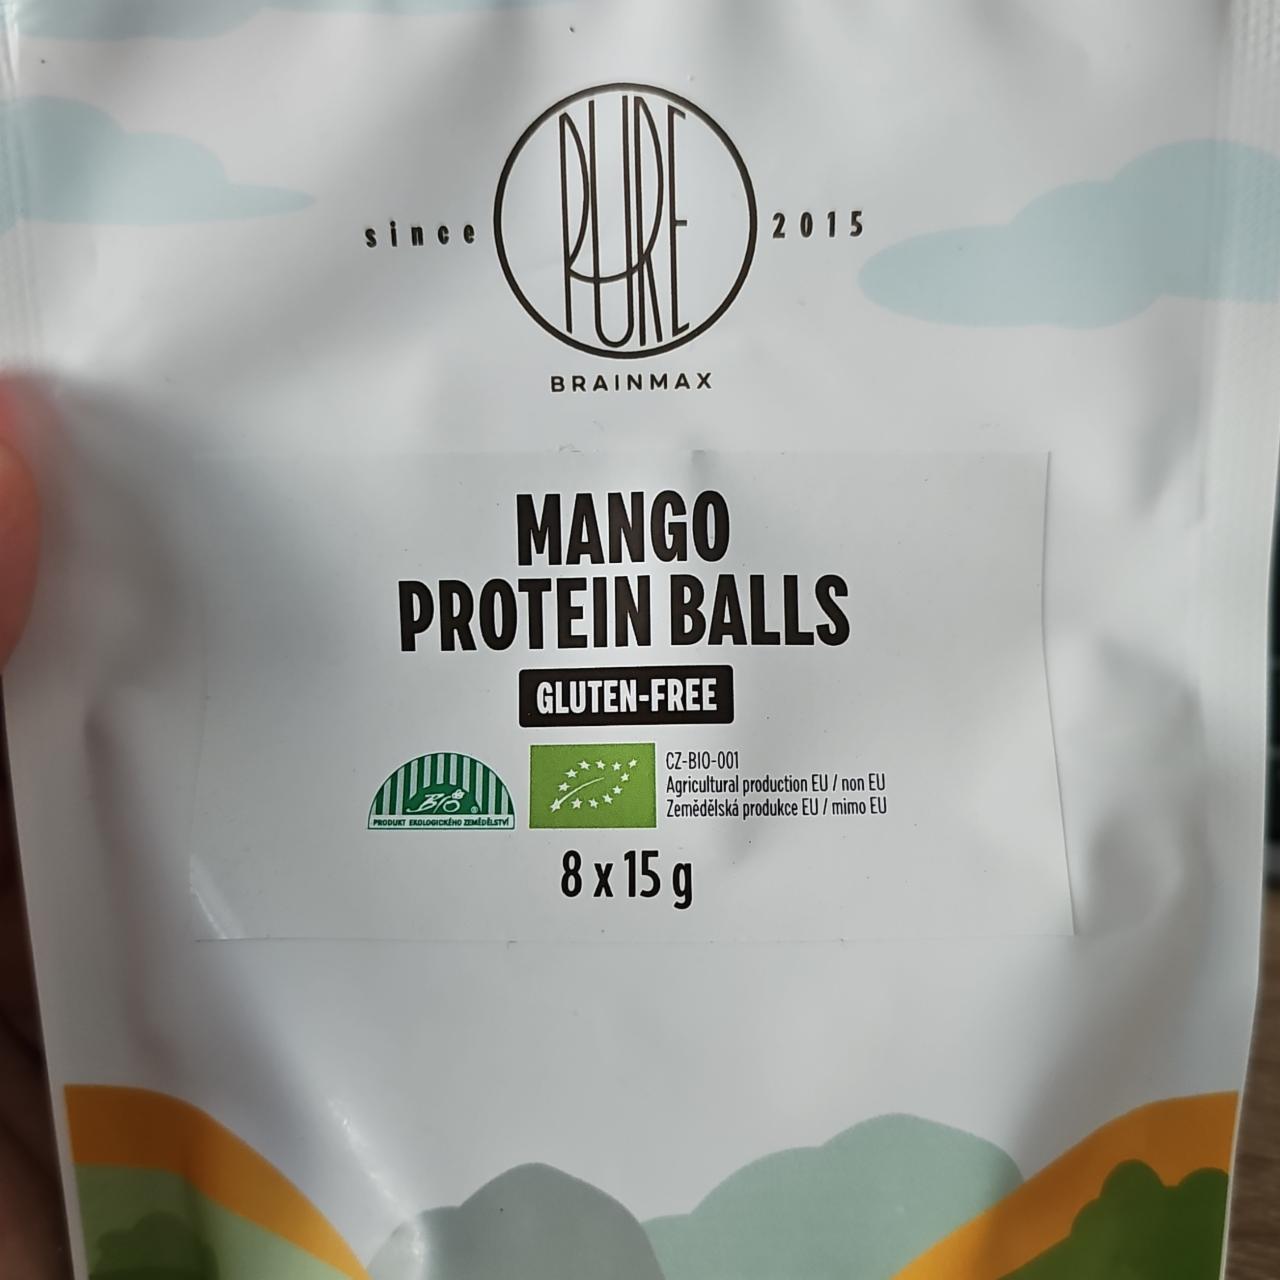 since PURE 2015
BRAINMAX
MANGO
PROTEIN BALLS
GLUTEN-FREE
BIO ®
PRODUKT EKOLOGICKÉHO ZEMĚDĚLSTVÍ
CZ-BIO-001
Agricultural production EU / non EU
Zemědělská produkce EU / mimo EU
8 x 15 g